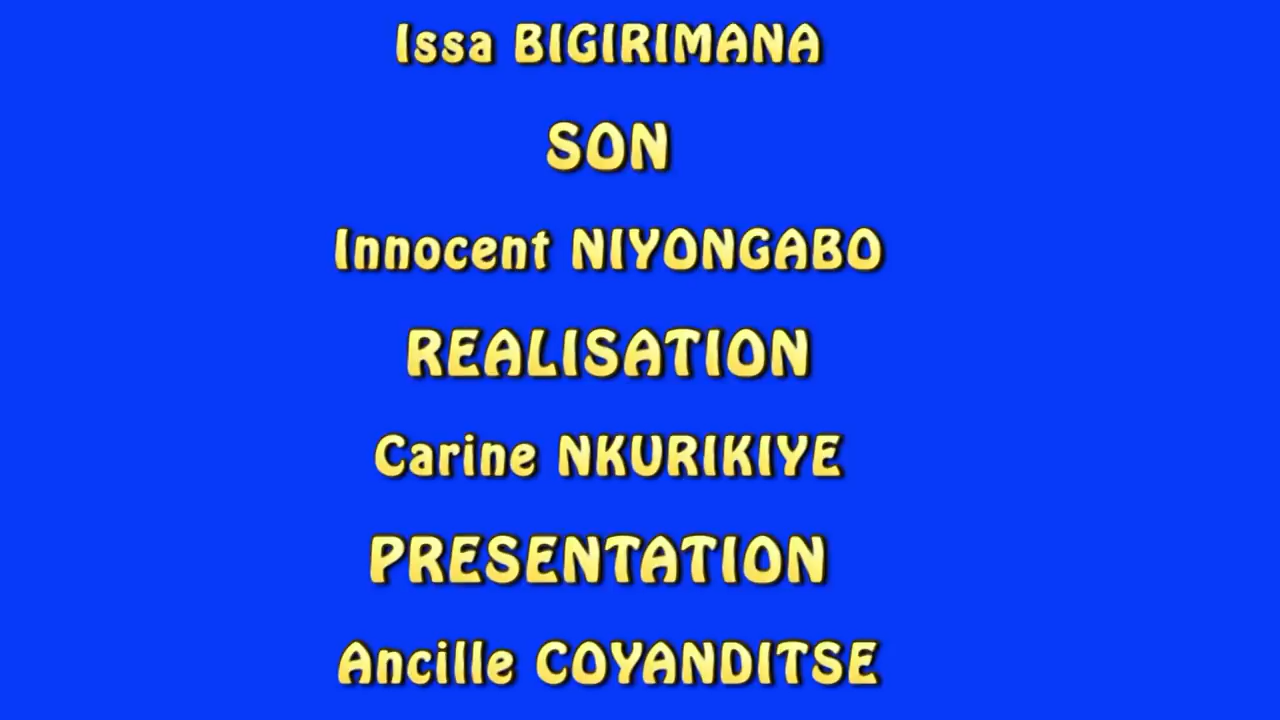 Issa BIGIRIMANA
SON
Innocent NIYONGABO
REALISATION
Carine NKURIKIYE
PRESENTATION
Ancille COYANDITSE